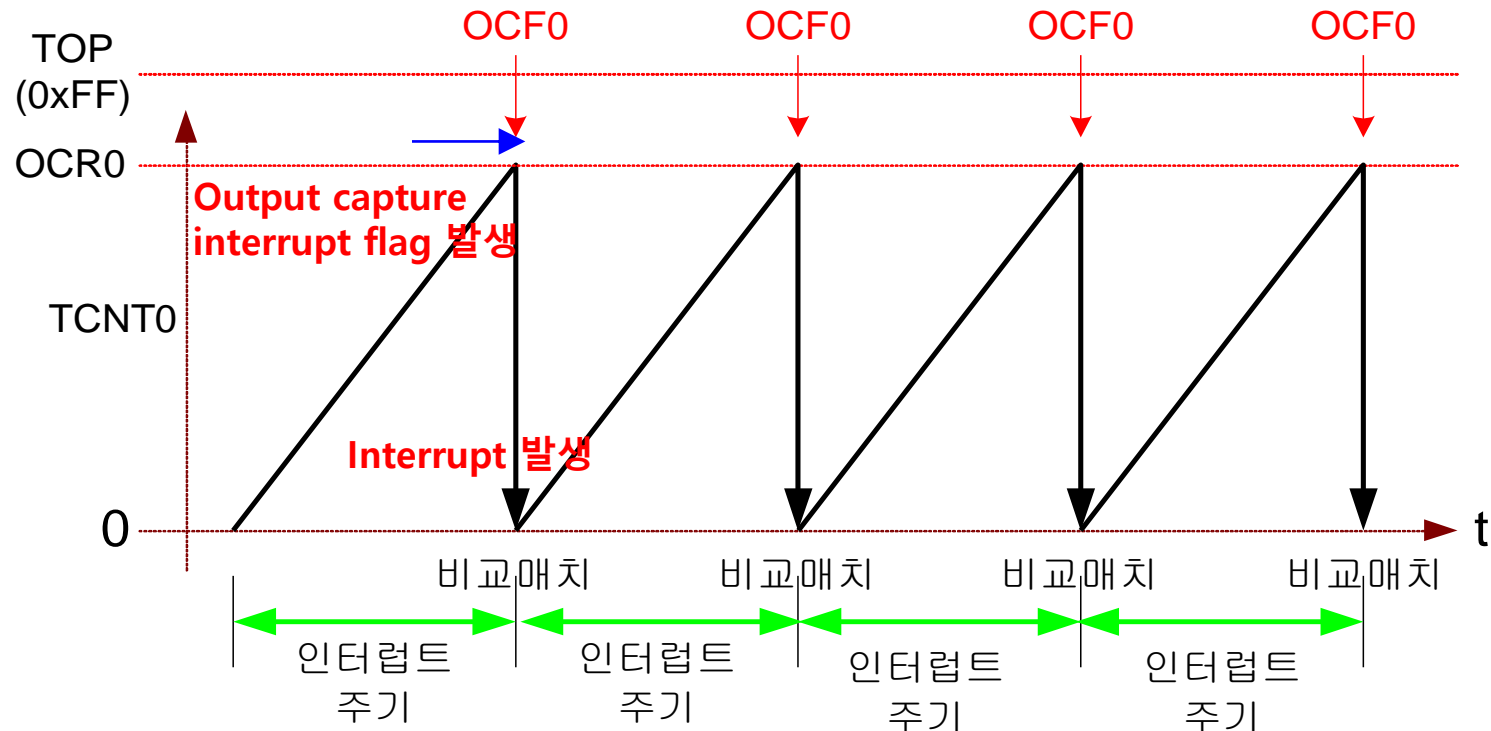 OCF0 OCF0 OCF0 OCF0
TOP
(0xFF)
OCR0
Output capture
interrupt flag 발생
TCNT0
Interrupt 발생
0
t
비교매치 비교매치 비교매치 비교매치
인터럽트 인터럽트 인터럽트 인터럽트
주기 주기 주기 주기